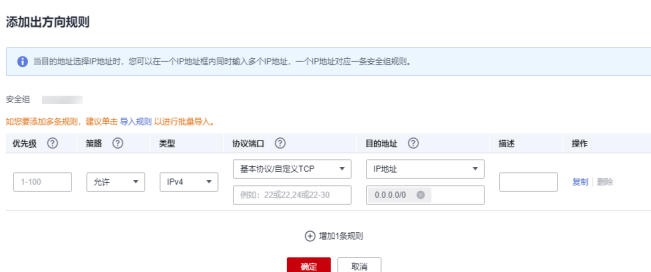 添加出方向规则
当目的地址选择IP地址时，您可以在一个IP地址框内同时输入多个IP地址，一个IP地址对应一条安全组规则。
安全组
如您要添加多条规则，建议单击 导入规则 以进行批量导入。
优先级 策略 类型 协议端口 目的地址 描述 操作
基本协议/自定义TCP IP地址
1-100 允许 IPv4 复制 删除
例如：22或22,24或22-30 0.0.0.0/0
增加1条规则
确定 取消